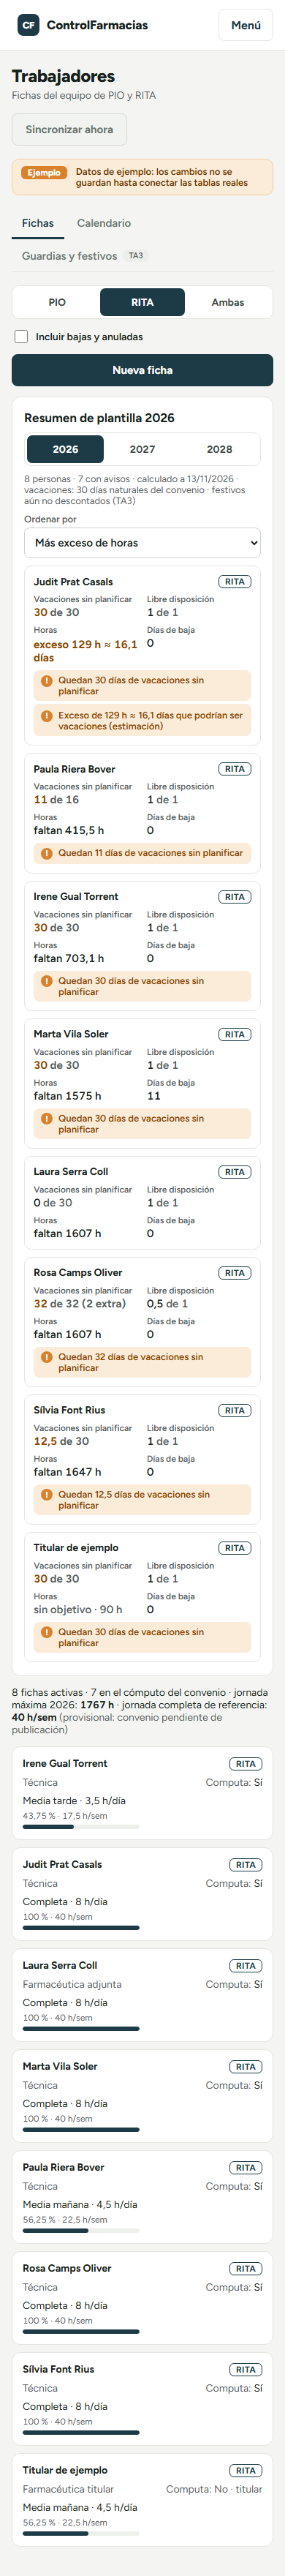 CF ControlFarmacias Menú
Trabajadores
Fichas del equipo de PIO y RITA
Sincronizar ahora
Ejemplo Datos de ejemplo: los cambios no se
guardan hasta conectar las tablas reales
Fichas Calendario
Guardias y festivos TA3
PIO RITA Ambas
Incluir bajas y anuladas
Nueva ficha
Resumen de plantilla 2026
2026 2027 2028
8 personas · 7 con avisos · calculado a 13/11/2026 ·
vacaciones: 30 días naturales del convenio · festivos
aún no descontados (TA3)
Ordenar por
Más exceso de horas
Judit Prat Casals RITA
Vacaciones sin planificar Libre disposición
30 de 30 1 de 1
Horas Días de baja
exceso 129 h ≈ 16,1 0
días
! Quedan 30 días de vacaciones sin
planificar
! Exceso de 129 h ≈ 16,1 días que podrían ser
vacaciones (estimación)
Paula Riera Bover RITA
Vacaciones sin planificar Libre disposición
11 de 16 1 de 1
Horas Días de baja
faltan 415,5 h 0
! Quedan 11 días de vacaciones sin planificar
Irene Gual Torrent RITA
Vacaciones sin planificar Libre disposición
30 de 30 1 de 1
Horas Días de baja
faltan 703,1 h 0
! Quedan 30 días de vacaciones sin
planificar
Marta Vila Soler RITA
Vacaciones sin planificar Libre disposición
30 de 30 1 de 1
Horas Días de baja
faltan 1575 h 11
! Quedan 30 días de vacaciones sin
planificar
Laura Serra Coll RITA
Vacaciones sin planificar Libre disposición
0 de 30 1 de 1
Horas Días de baja
faltan 1607 h 0
Rosa Camps Oliver RITA
Vacaciones sin planificar Libre disposición
32 de 32 (2 extra) 0,5 de 1
Horas Días de baja
faltan 1607 h 0
! Quedan 32 días de vacaciones sin
planificar
Sílvia Font Rius RITA
Vacaciones sin planificar Libre disposición
12,5 de 30 1 de 1
Horas Días de baja
faltan 1647 h 0
! Quedan 12,5 días de vacaciones sin
planificar
Titular de ejemplo RITA
Vacaciones sin planificar Libre disposición
30 de 30 1 de 1
Horas Días de baja
sin objetivo · 90 h 0
! Quedan 30 días de vacaciones sin
planificar
8 fichas activas · 7 en el cómputo del convenio · jornada
máxima 2026: 1767 h · jornada completa de referencia:
40 h/sem (provisional: convenio pendiente de
publicación)
Irene Gual Torrent RITA
Técnica Computa: Sí
Media tarde · 3,5 h/día
43,75 % · 17,5 h/sem
Judit Prat Casals RITA
Técnica Computa: Sí
Completa · 8 h/día
100 % · 40 h/sem
Laura Serra Coll RITA
Farmacéutica adjunta Computa: Sí
Completa · 8 h/día
100 % · 40 h/sem
Marta Vila Soler RITA
Técnica Computa: Sí
Completa · 8 h/día
100 % · 40 h/sem
Paula Riera Bover RITA
Técnica Computa: Sí
Media mañana · 4,5 h/día
56,25 % · 22,5 h/sem
Rosa Camps Oliver RITA
Técnica Computa: Sí
Completa · 8 h/día
100 % · 40 h/sem
Sílvia Font Rius RITA
Técnica Computa: Sí
Completa · 8 h/día
100 % · 40 h/sem
Titular de ejemplo RITA
Farmacéutica titular Computa: No · titular
Media mañana · 4,5 h/día
56,25 % · 22,5 h/sem